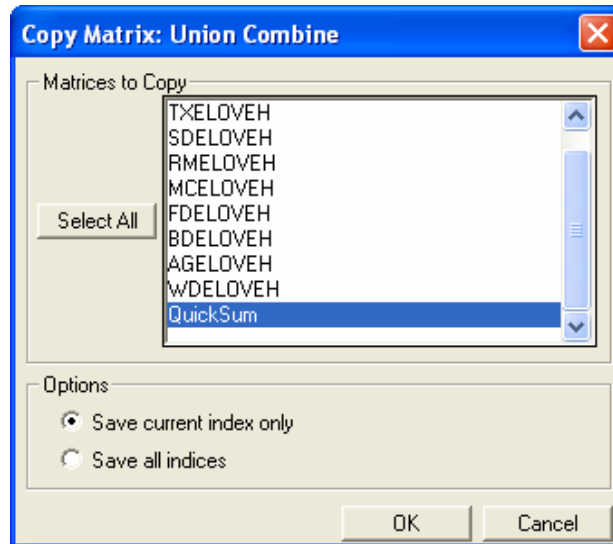 Copy Matrix: Union Combine
Matrices to Copy
TXELOVEH
SDELOVEH
RMELOVEH
MCELOVEH
FDELOVEH
BDELOVEH
AGELOVEH
WDELOVEH
QuickSum
Select All
Options
Save current index only
Save all indices
OK Cancel